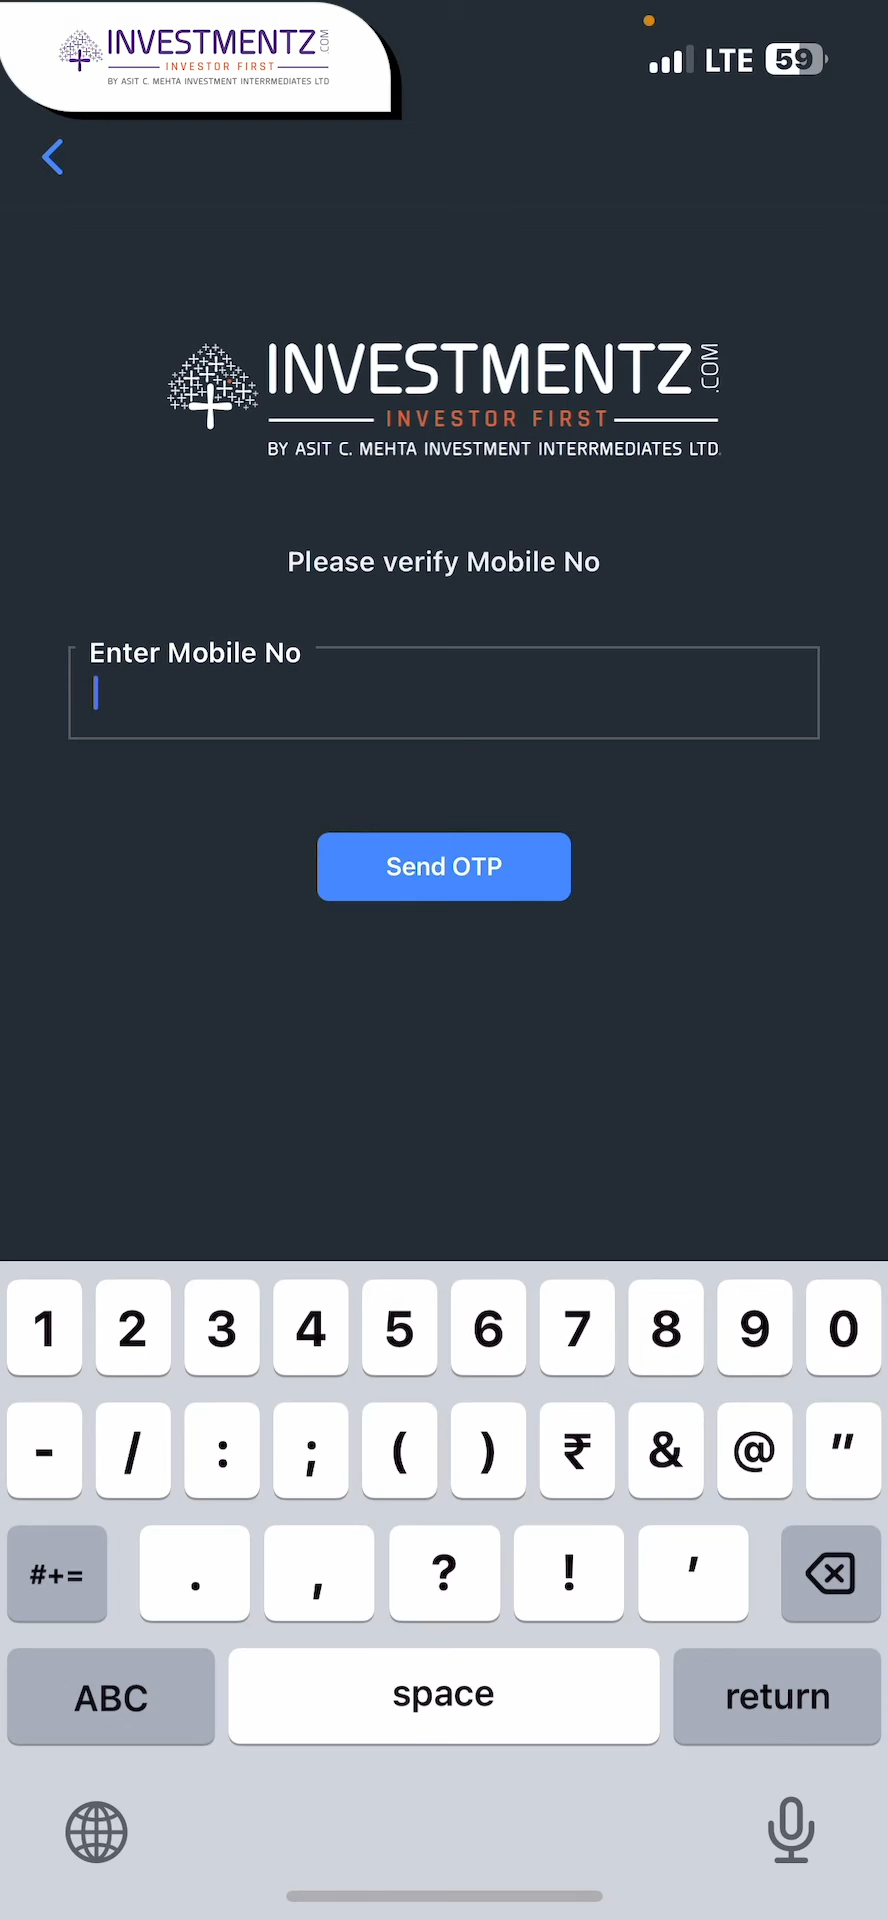 INVESTMENTZ.COM
INVESTOR FIRST
BY ASIT C. MEHTA INVESTMENT INTERRMEDIATES LTD
LTE 59
INVESTMENTZ.COM
INVESTOR FIRST
BY ASIT C. MEHTA INVESTMENT INTERRMEDIATES LTD.
Please verify Mobile No
Enter Mobile No
Send OTP
1 2 3 4 5 6 7 8 9 0
- / : ; ( ) ₹ & @ "
#+= . , ? ! '
ABC space return